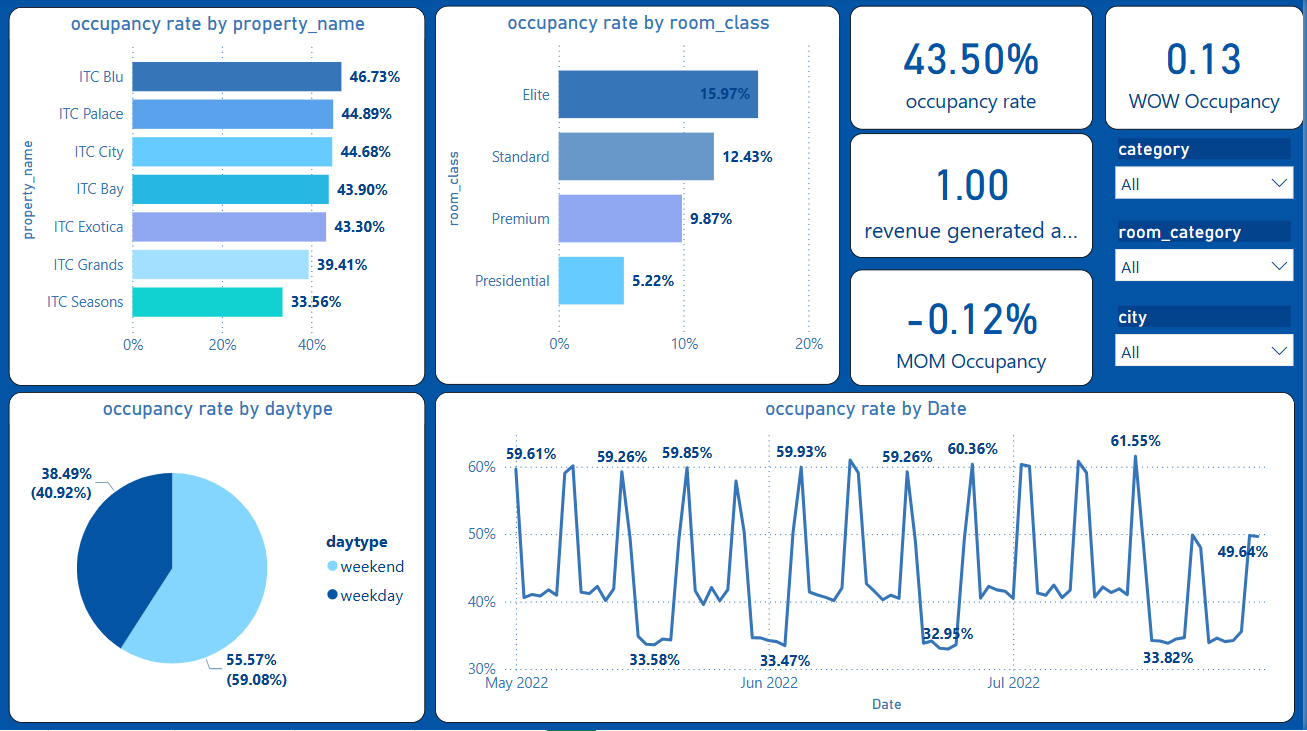 occupancy rate by property_name
property_name
ITC Blu 46.73%
ITC Palace 44.89%
ITC City 44.68%
ITC Bay 43.90%
ITC Exotica 43.30%
ITC Grands 39.41%
ITC Seasons 33.56%
0% 20% 40%
occupancy rate by room_class
room_class
Elite 15.97%
Standard 12.43%
Premium 9.87%
Presidential 5.22%
0% 10% 20%
43.50%
occupancy rate
0.13
WOW Occupancy
1.00
revenue generated a...
-0.12%
MOM Occupancy
category
All
room_category
All
city
All
occupancy rate by daytype
38.49%
(40.92%)
55.57%
(59.08%)
daytype
weekend
weekday
occupancy rate by Date
60%
50%
40%
30%
59.61% 59.26% 59.85% 59.93% 59.26% 60.36% 61.55%
49.64%
33.58% 33.47% 32.95% 33.82%
May 2022 Jun 2022 Jul 2022
Date